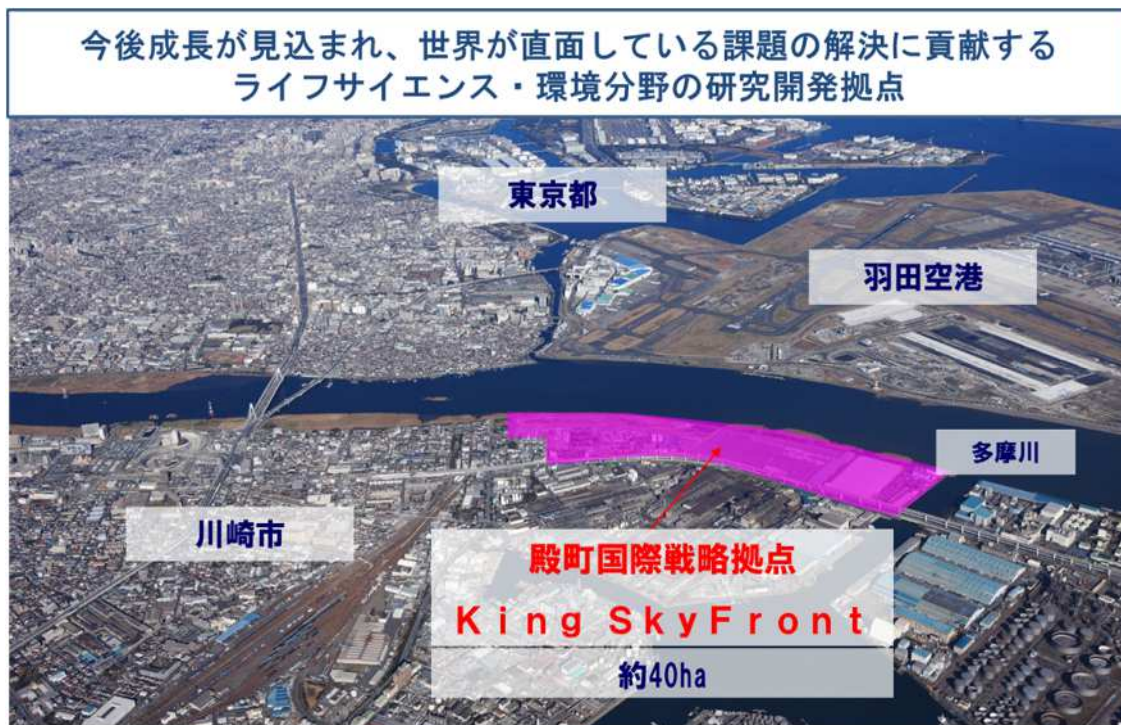 今後成長が見込まれ、世界が直面している課題の解決に貢献する
ライフサイエンス・環境分野の研究開発拠点
東京都
羽田空港
多摩川
川崎市
殿町国際戦略拠点
King SkyFront
約40ha